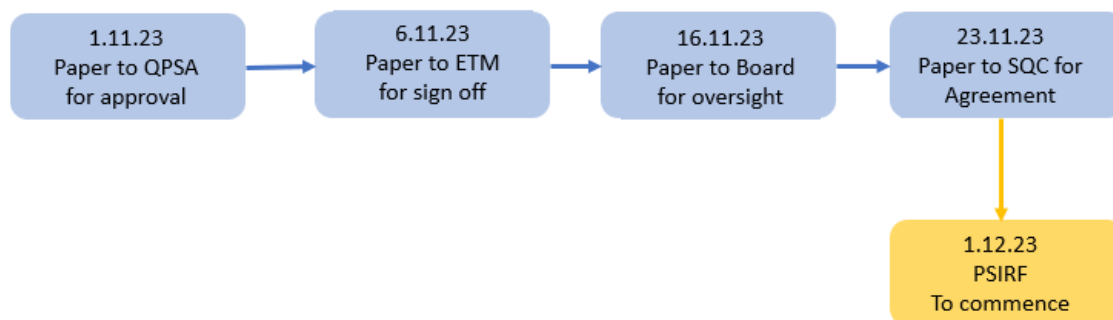 1.11.23
Paper to QPSA
for approval
6.11.23
Paper to ETM
for sign off
16.11.23
Paper to Board
for oversight
23.11.23
Paper to SQC for
Agreement
1.12.23
PSIRF
To commence